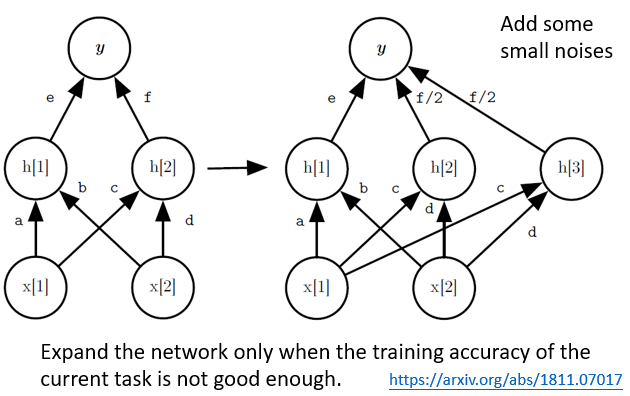 Add some
small noises
y
y
e
f
e
f/2
f/2
h[1]
h[2]
h[1]
h[2]
h[3]
b
c
b
c
c
a
d
a
d
d
x[1]
x[2]
x[1]
x[2]
Expand the network only when the training accuracy of the
current task is not good enough.
https://arxiv.org/abs/1811.07017